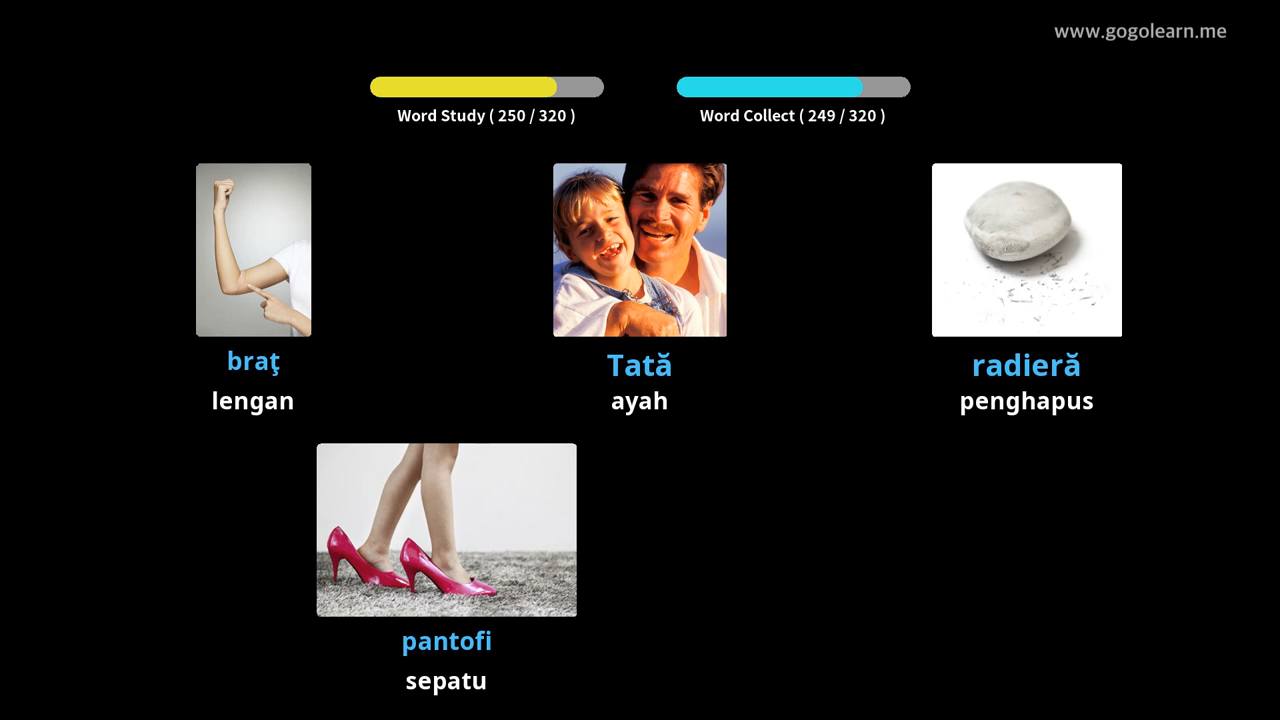 www.gogolearn.me
Word Study ( 250 / 320 )
Word Collect ( 249 / 320 )
braţ
lengan
Tată
ayah
radieră
penghapus
pantofi
sepatu